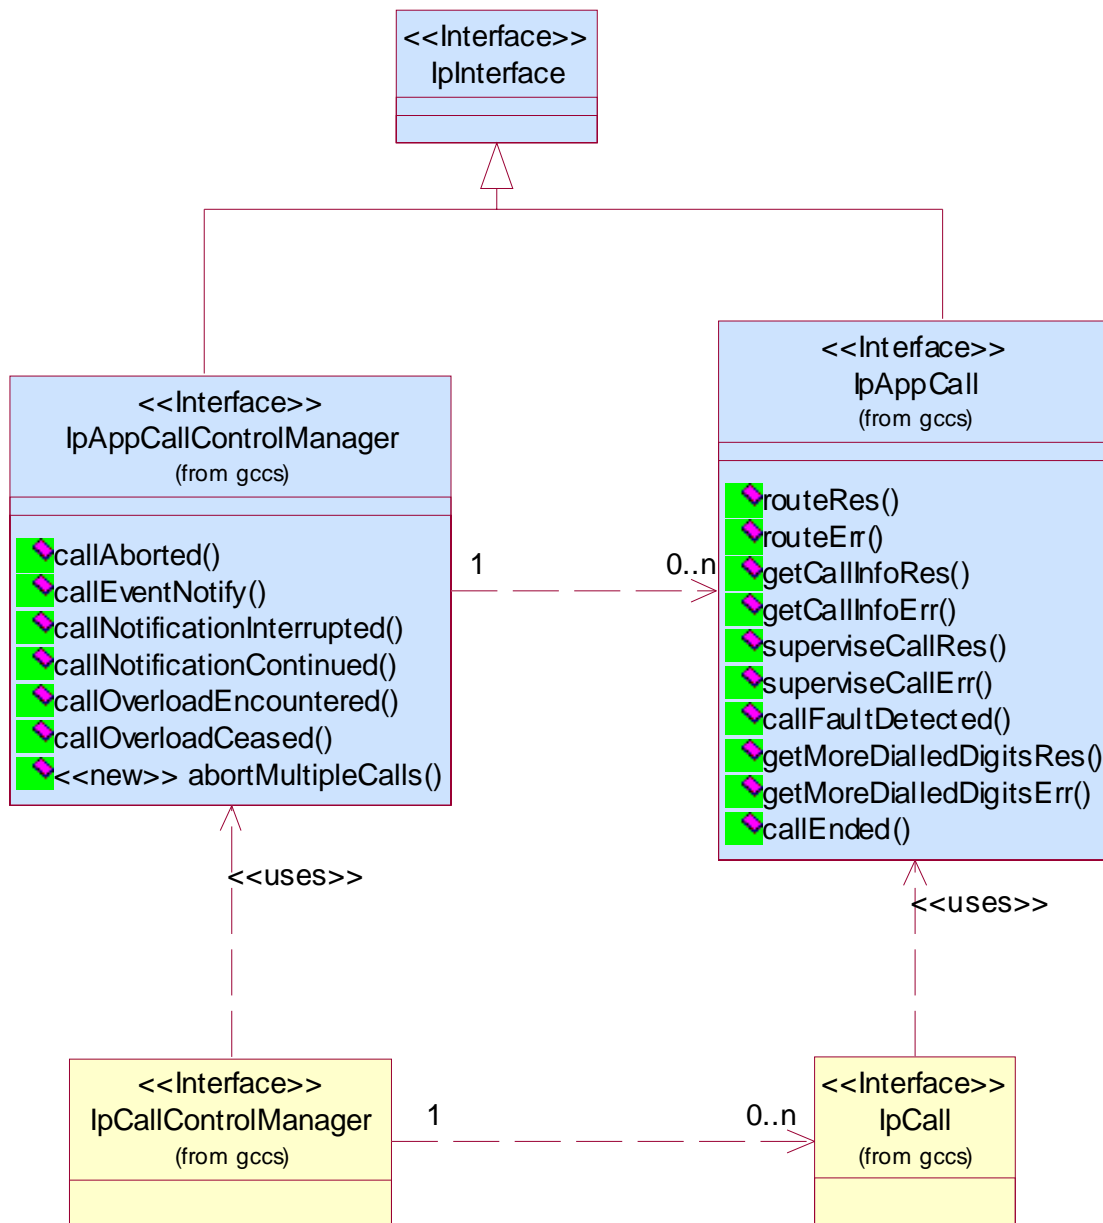 <<Interface>>
IpInterface
<<Interface>>
IpAppCallControlManager
(from gccs)
callAborted()
callEventNotify()
callNotificationInterrupted()
callNotificationContinued()
callOverloadEncountered()
callOverloadCeased()
<<new>> abortMultipleCalls()
1
0..n
<<Interface>>
IpAppCall
(from gccs)
routeRes()
routeErr()
getCallInfoRes()
getCallInfoErr()
superviseCallRes()
superviseCallErr()
callFaultDetected()
getMoreDialledDigitsRes()
getMoreDialledDigitsErr()
callEnded()
<<uses>>
<<uses>>
<<Interface>>
IpCallControlManager
(from gccs)
1
0..n
<<Interface>>
IpCall
(from gccs)